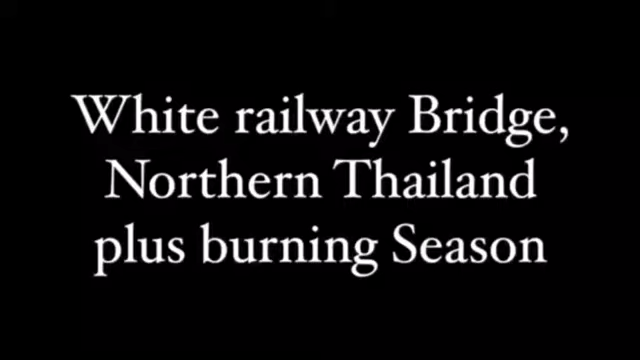 White railway Bridge,
Northern Thailand
plus burning Season